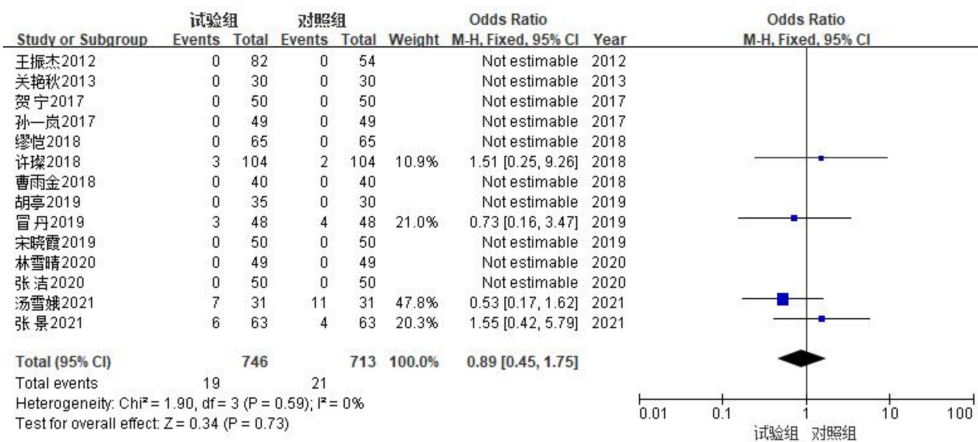 试验组 对照组 Odds Ratio Odds Ratio
Study or Subgroup Events Total Events Total Weight M-H, Fixed, 95% CI Year M-H, Fixed, 95% CI
王振杰2012 0 82 0 54 Not estimable 2012
关艳秋2013 0 30 0 30 Not estimable 2013
贺宁2017 0 50 0 50 Not estimable 2017
孙一岚2017 0 49 0 49 Not estimable 2017
缪恺2018 0 65 0 65 Not estimable 2018
许璨2018 3 104 2 104 10.9% 1.51 [0.25, 9.26] 2018
曹雨金2018 0 40 0 40 Not estimable 2018
胡亭2019 0 35 0 30 Not estimable 2019
冒丹2019 3 48 4 48 21.0% 0.73 [0.16, 3.47] 2019
宋晓霞2019 0 50 0 50 Not estimable 2019
林雪晴2020 0 49 0 49 Not estimable 2020
张洁2020 0 50 0 50 Not estimable 2020
汤雪娥2021 7 31 11 31 47.8% 0.53 [0.17, 1.62] 2021
张景2021 6 63 4 63 20.3% 1.55 [0.42, 5.79] 2021
Total (95% CI) 746 713 100.0% 0.89 [0.45, 1.75]
Total events 19 21
Heterogeneity: Chi² = 1.90, df = 3 (P = 0.59); I² = 0%
Test for overall effect: Z = 0.34 (P = 0.73)
0.01 0.1 1 10 100
试验组 对照组